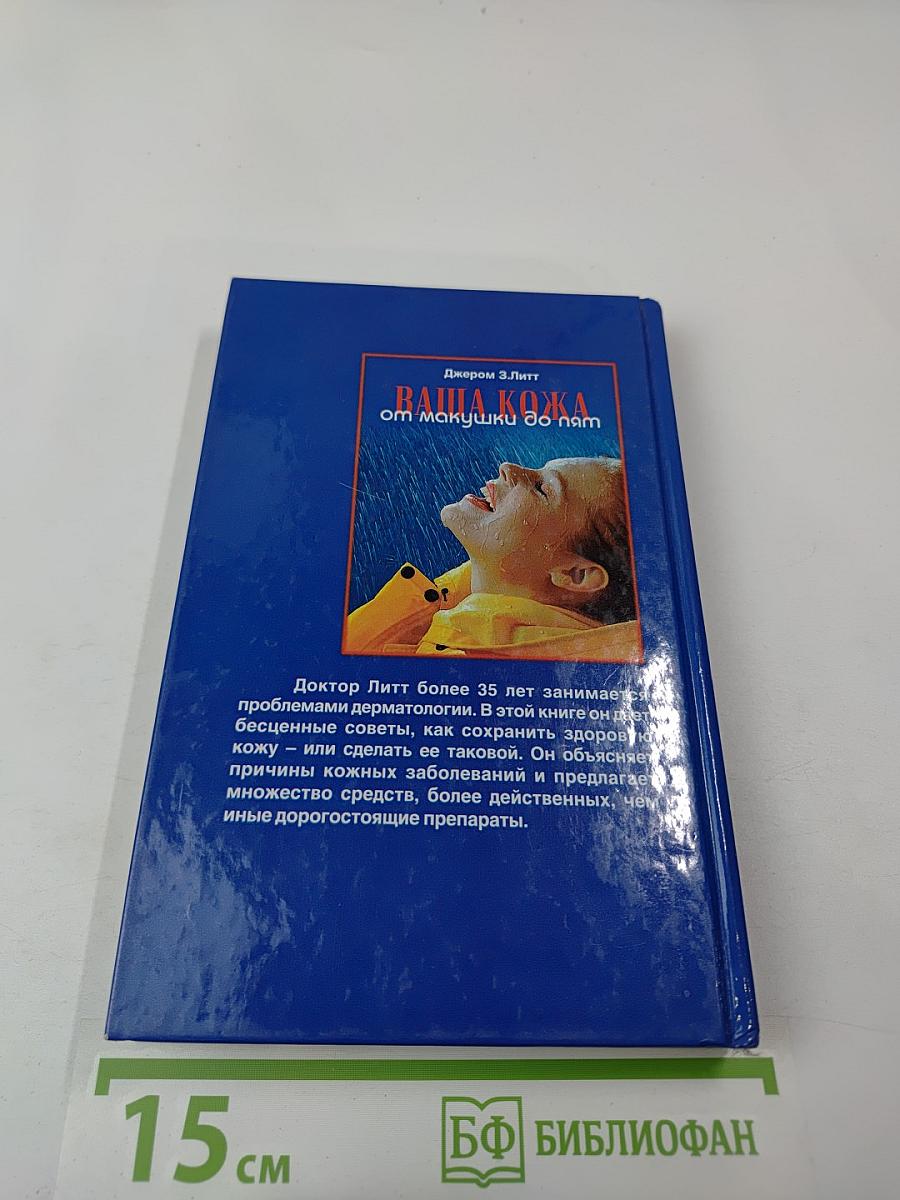 Джером З.Литт
ВАША КОЖА
от макушки до пят
Доктор Литт более 35 лет занимается
проблемами дерматологии. В этой книге он дает
бесценные советы, как сохранить здоровую
кожу – или сделать ее таковой. Он объясняет
причины кожных заболеваний и предлагает
множество средств, более действенных, чем
иные дорогостоящие препараты.
15 см
БФ БИБЛИОФАН